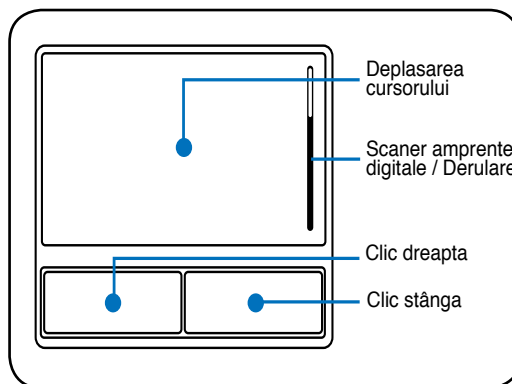 Deplasarea
cursorului
Scaner amprente
digitale / Derulare
Clic dreapta
Clic stânga